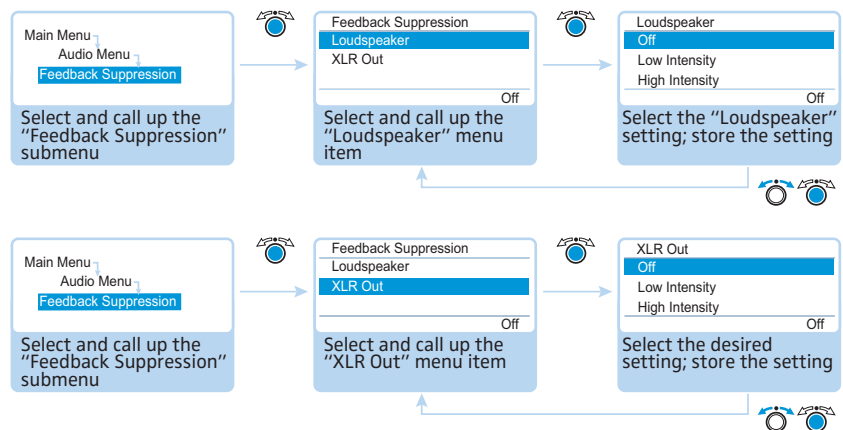 Main Menu
Audio Menu
Feedback Suppression
Select and call up the
"Feedback Suppression"
submenu
Feedback Suppression
Loudspeaker
XLR Out
Off
Select and call up the
"Loudspeaker" menu
item
Loudspeaker
Off
Low Intensity
High Intensity
Off
Select the "Loudspeaker"
setting; store the setting
Main Menu
Audio Menu
Feedback Suppression
Select and call up the
"Feedback Suppression"
submenu
Feedback Suppression
Loudspeaker
XLR Out
Off
Select and call up the
"XLR Out" menu item
XLR Out
Off
Low Intensity
High Intensity
Off
Select the desired
setting; store the setting